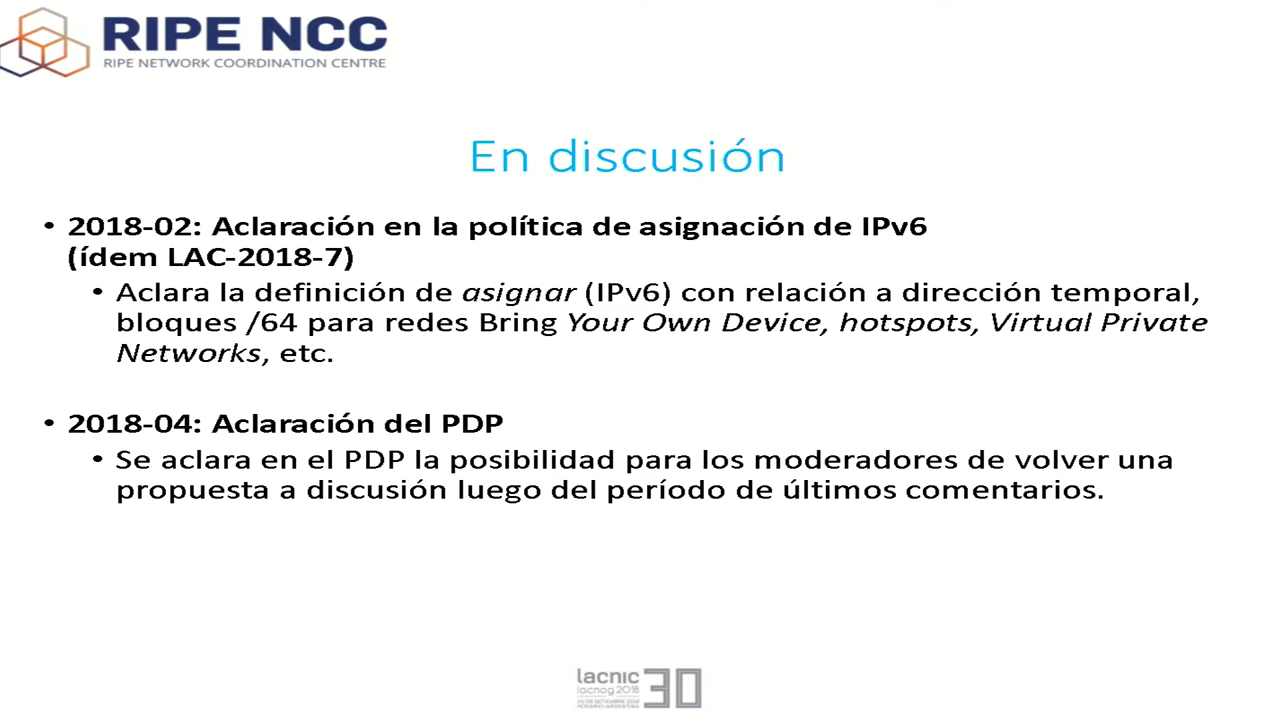 RIPE NCC
RIPE NETWORK COORDINATION CENTRE
En discusión
• 2018-02: Aclaración en la política de asignación de IPv6
(ídem LAC-2018-7)
• Aclara la definición de asignar (IPv6) con relación a dirección temporal,
bloques /64 para redes Bring Your Own Device, hotspots, Virtual Private
Networks, etc.
• 2018-04: Aclaración del PDP
• Se aclara en el PDP la posibilidad para los moderadores de volver una
propuesta a discusión luego del período de últimos comentarios.
lacnic 30
lacnog 2018